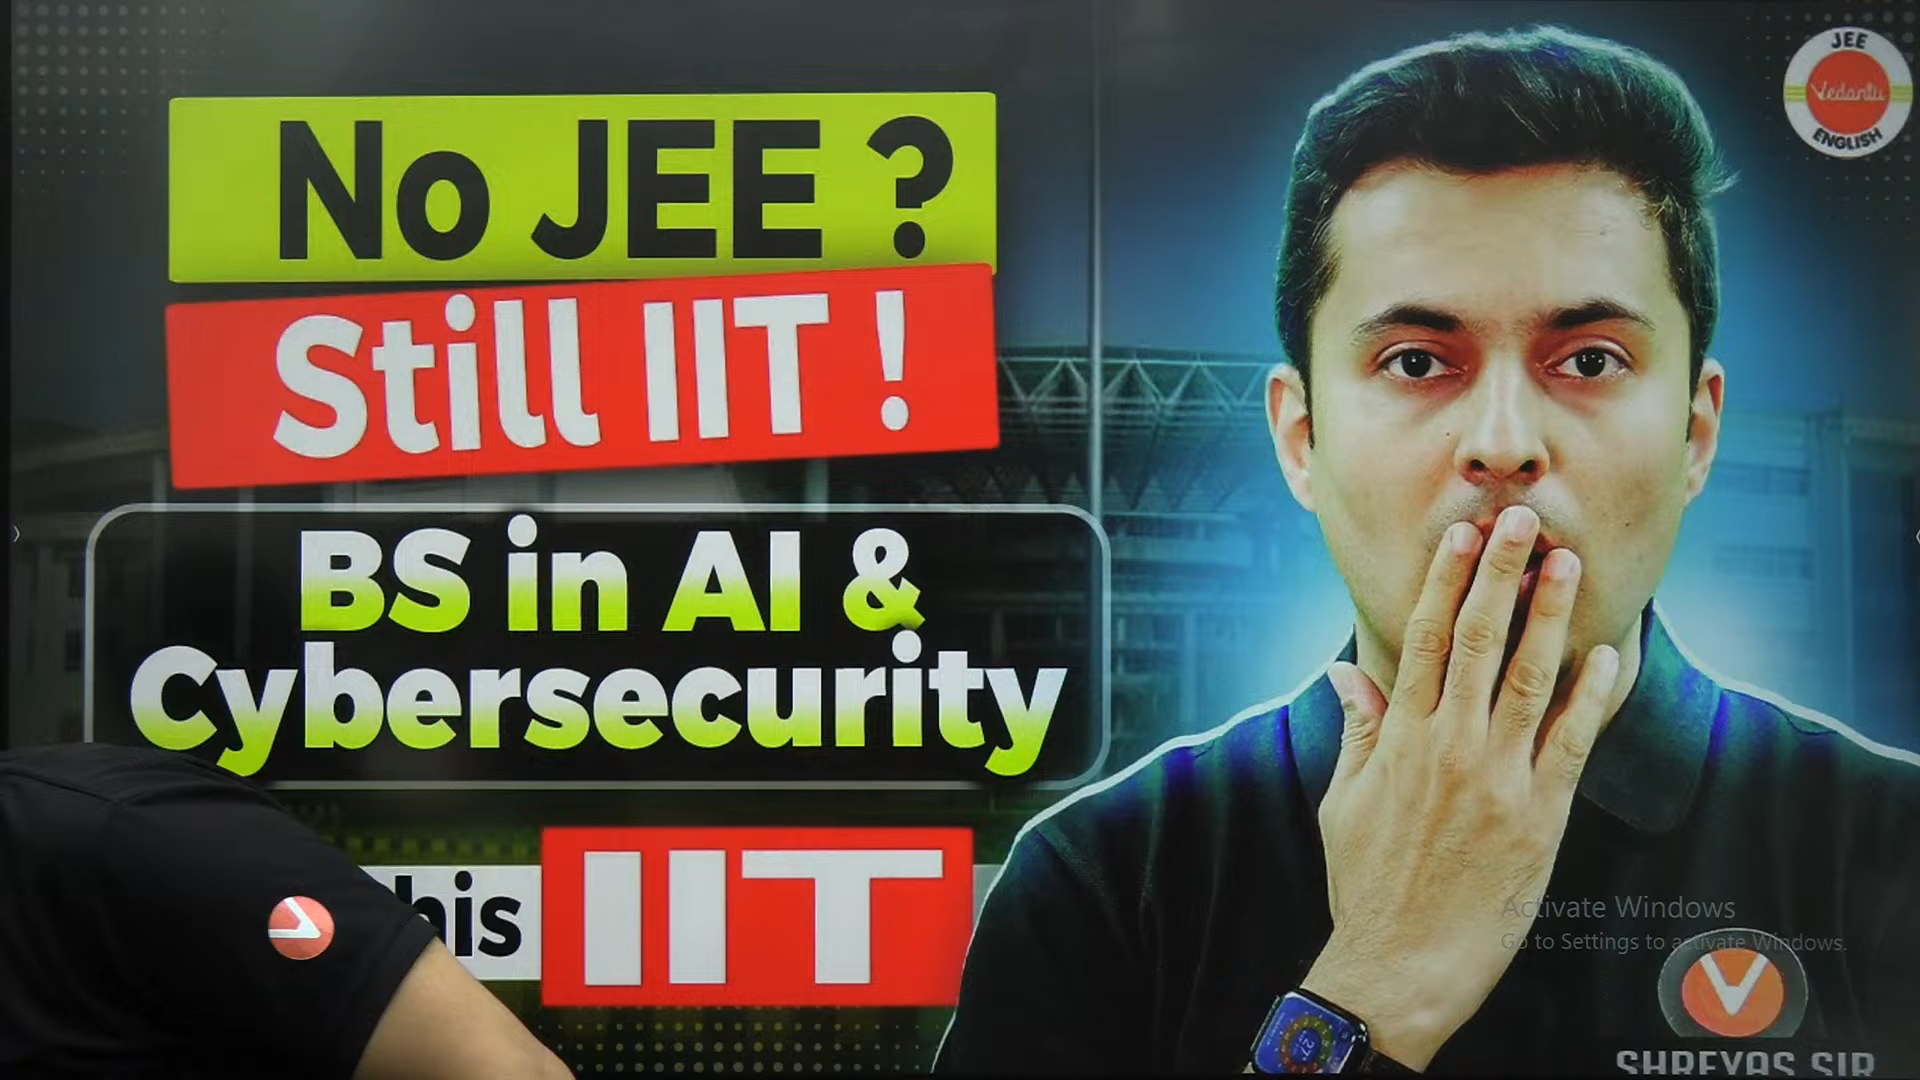 No JEE ?
Still IIT !
BS in AI &
Cybersecurity
his
IIT
JEE
Vedantu
ENGLISH
Activate Windows
Go to Settings to activate Windows.
SHREYAS SIR
27°